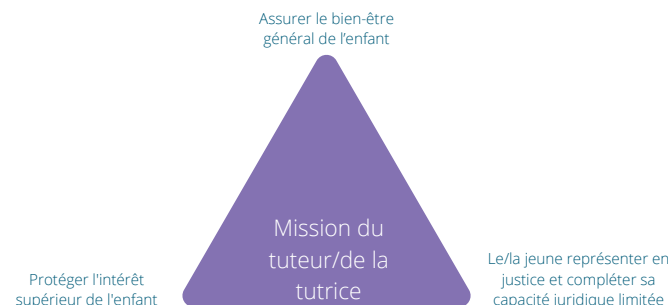 Assurer le bien-être
général de l’enfant
Mission du
tuteur/de la
tutrice
Protéger l'intérêt
supérieur de l'enfant
Le/la jeune représenter en
justice et compléter sa
capacité juridique limitée